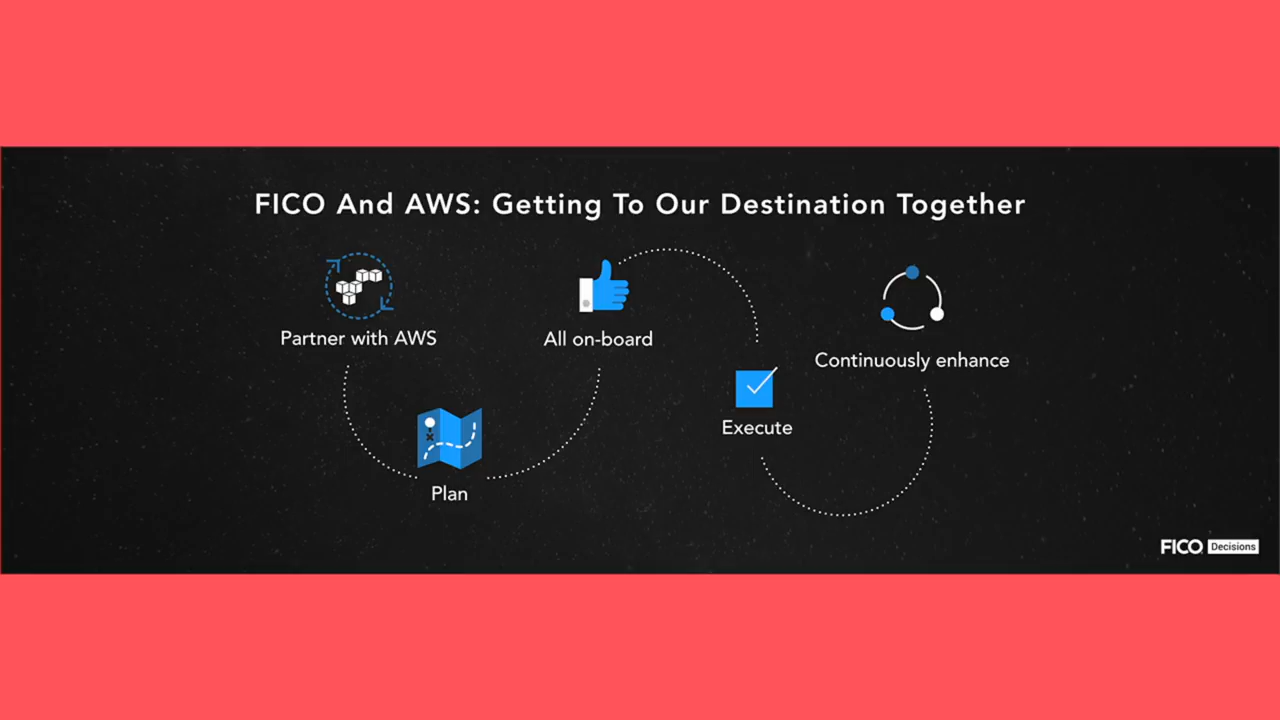 FICO And AWS: Getting To Our Destination Together
Partner with AWS
All on-board
Continuously enhance
Execute
Plan
FICO Decisions